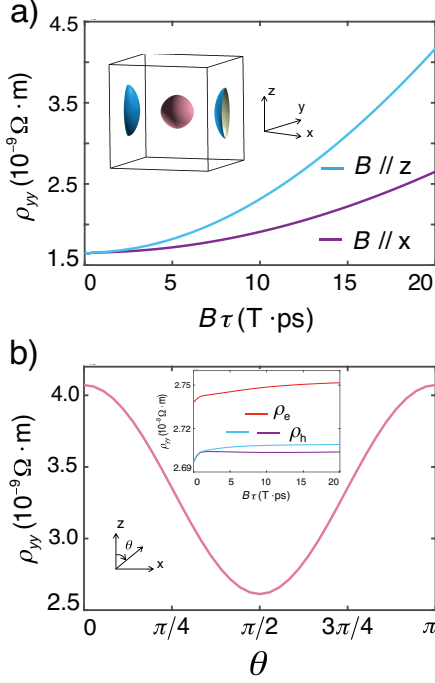 a)
4.5
3.5
2.5
1.5
ρyy (10⁻⁹ Ω · m)
z
y
x
B // z
B // x
0
5
10
15
20
Bτ (T · ps)
b)
4.0
3.5
3.0
2.5
ρyy (10⁻⁹ Ω · m)
2.75
2.72
2.69
ρyy (10⁻⁹ Ω · m)
ρe
ρh
0
5
10
15
20
Bτ (T · ps)
z
θ
x
0
π/4
π/2
3π/4
π
θ